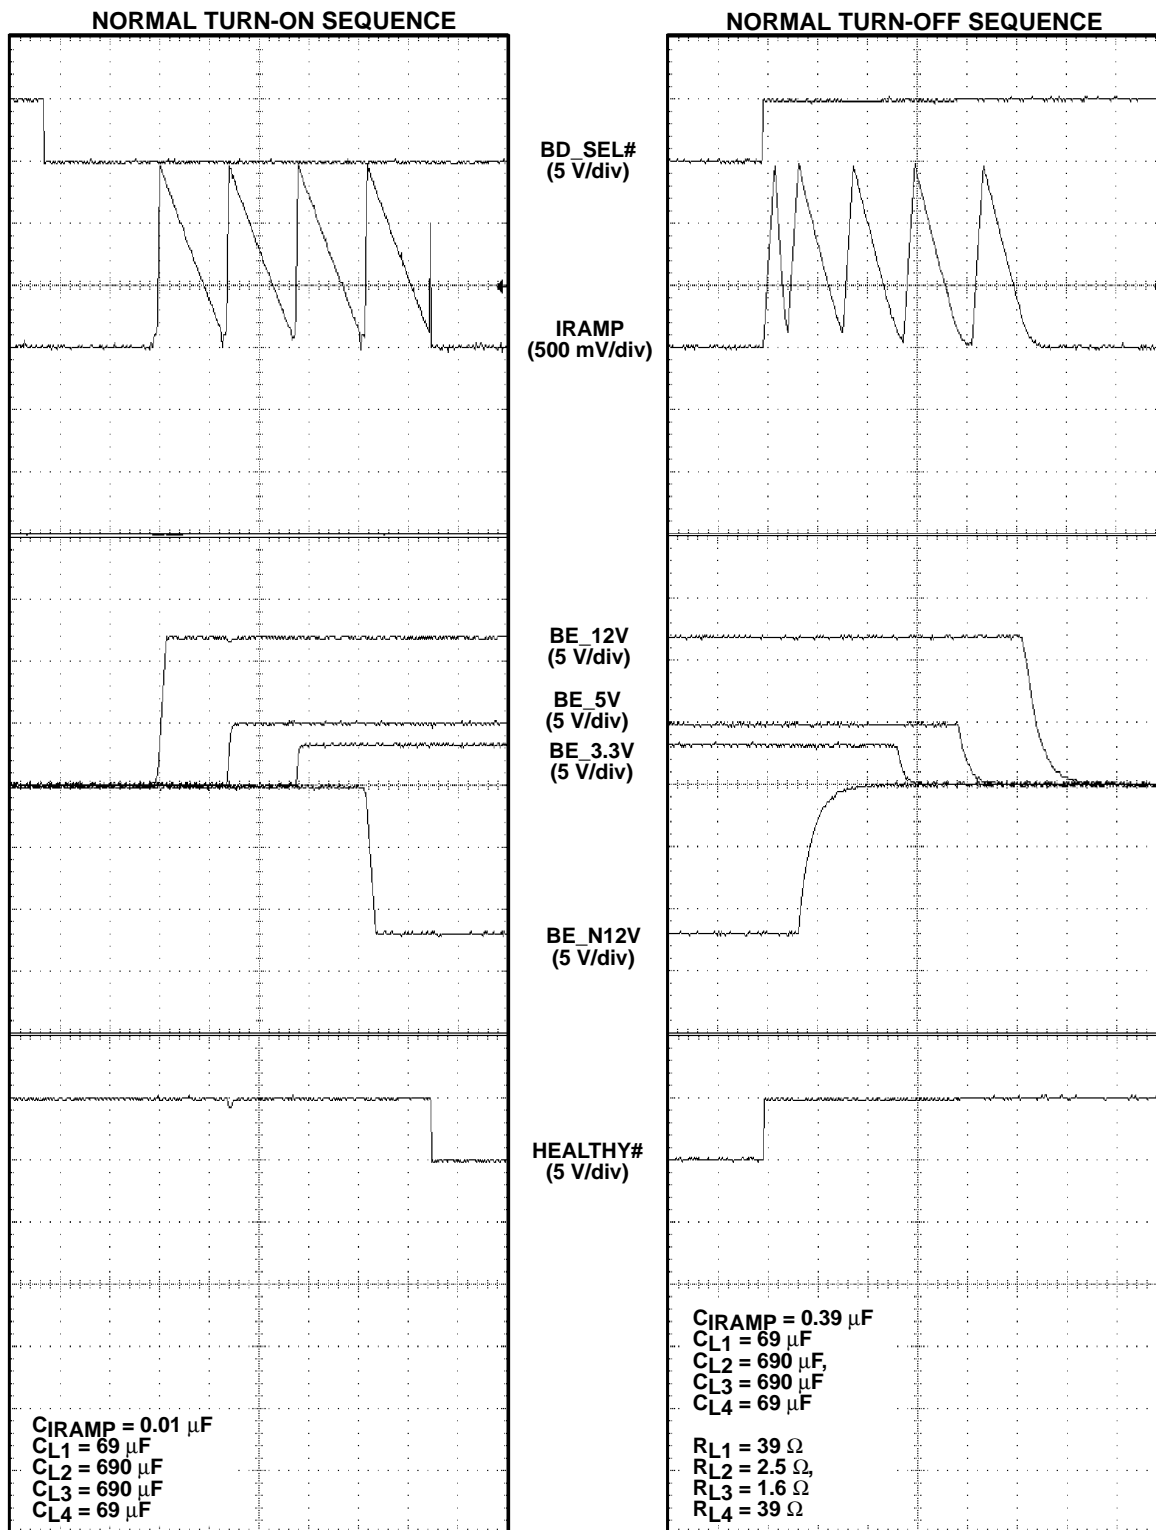 NORMAL TURN-ON SEQUENCE
NORMAL TURN-OFF SEQUENCE
BD_SEL#
(5 V/div)
IRAMP
(500 mV/div)
BE_12V
(5 V/div)
BE_5V
(5 V/div)
BE_3.3V
(5 V/div)
BE_N12V
(5 V/div)
HEALTHY#
(5 V/div)
CIRAMP = 0.01 μF
CL1 = 69 μF
CL2 = 690 μF
CL3 = 690 μF
CL4 = 69 μF
CIRAMP = 0.39 μF
CL1 = 69 μF
CL2 = 690 μF,
CL3 = 690 μF
CL4 = 69 μF
RL1 = 39 Ω
RL2 = 2.5 Ω,
RL3 = 1.6 Ω
RL4 = 39 Ω